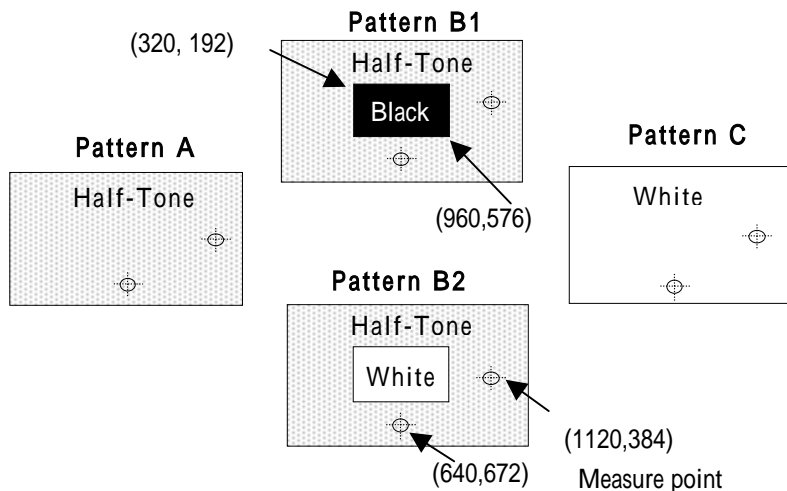 Pattern B1
(320, 192)
Half-Tone
Black
Pattern A
Half-Tone
Pattern C
White
(960,576)
Pattern B2
Half-Tone
White
(1120,384)
(640,672)
Measure point